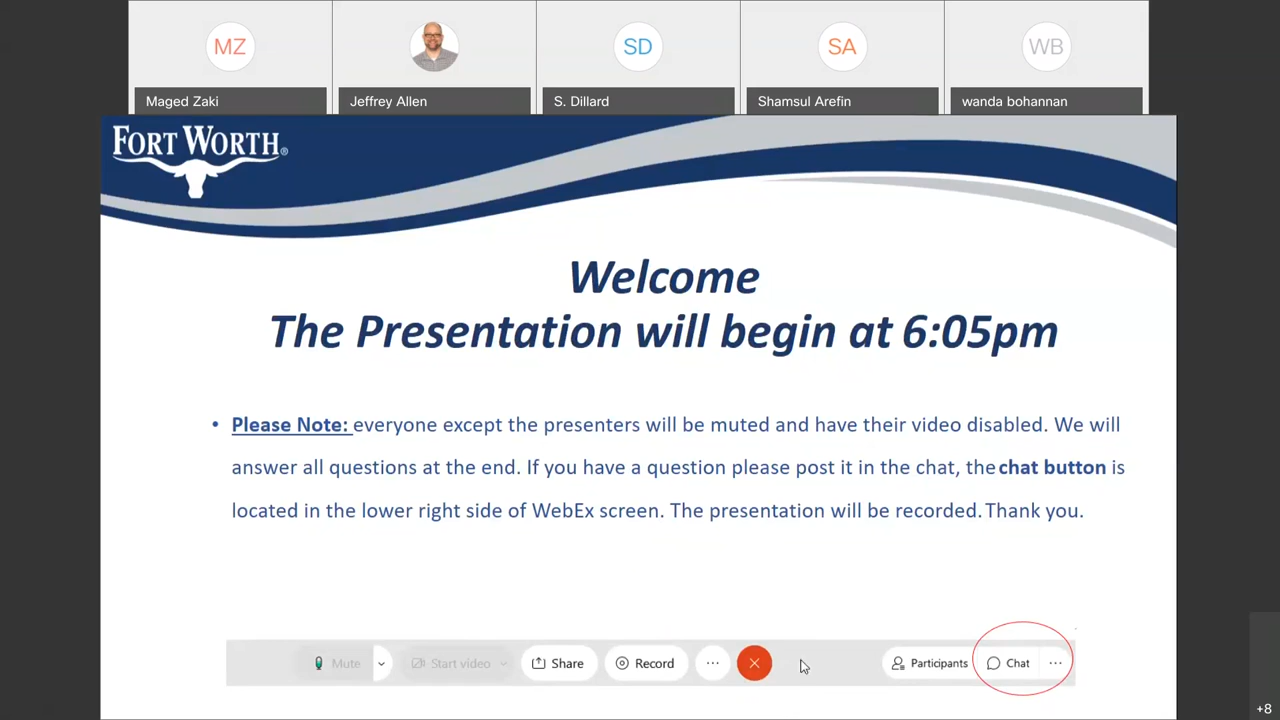 MZ
SD
SA
WB
Maged Zaki
Jeffrey Allen
S. Dillard
Shamsul Arefin
wanda bohannan
FORT WORTH®
Welcome
The Presentation will begin at 6:05pm
• Please Note: everyone except the presenters will be muted and have their video disabled. We will
answer all questions at the end. If you have a question please post it in the chat, the chat button is
located in the lower right side of WebEx screen. The presentation will be recorded. Thank you.
Mute
Start video
Share
Record
Participants
Chat
+8